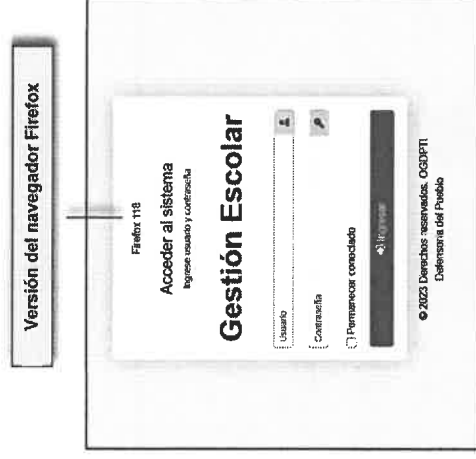 Versión del navegador Firefox
Firefox 118
Acceder al sistema
Ingrese usuario y contraseña
Gestión Escolar
Usuario
Contraseña
Permanecer conectado
Ingresar
© 2023 Derechos reservados. OGDPTI
Defensoría del Pueblo